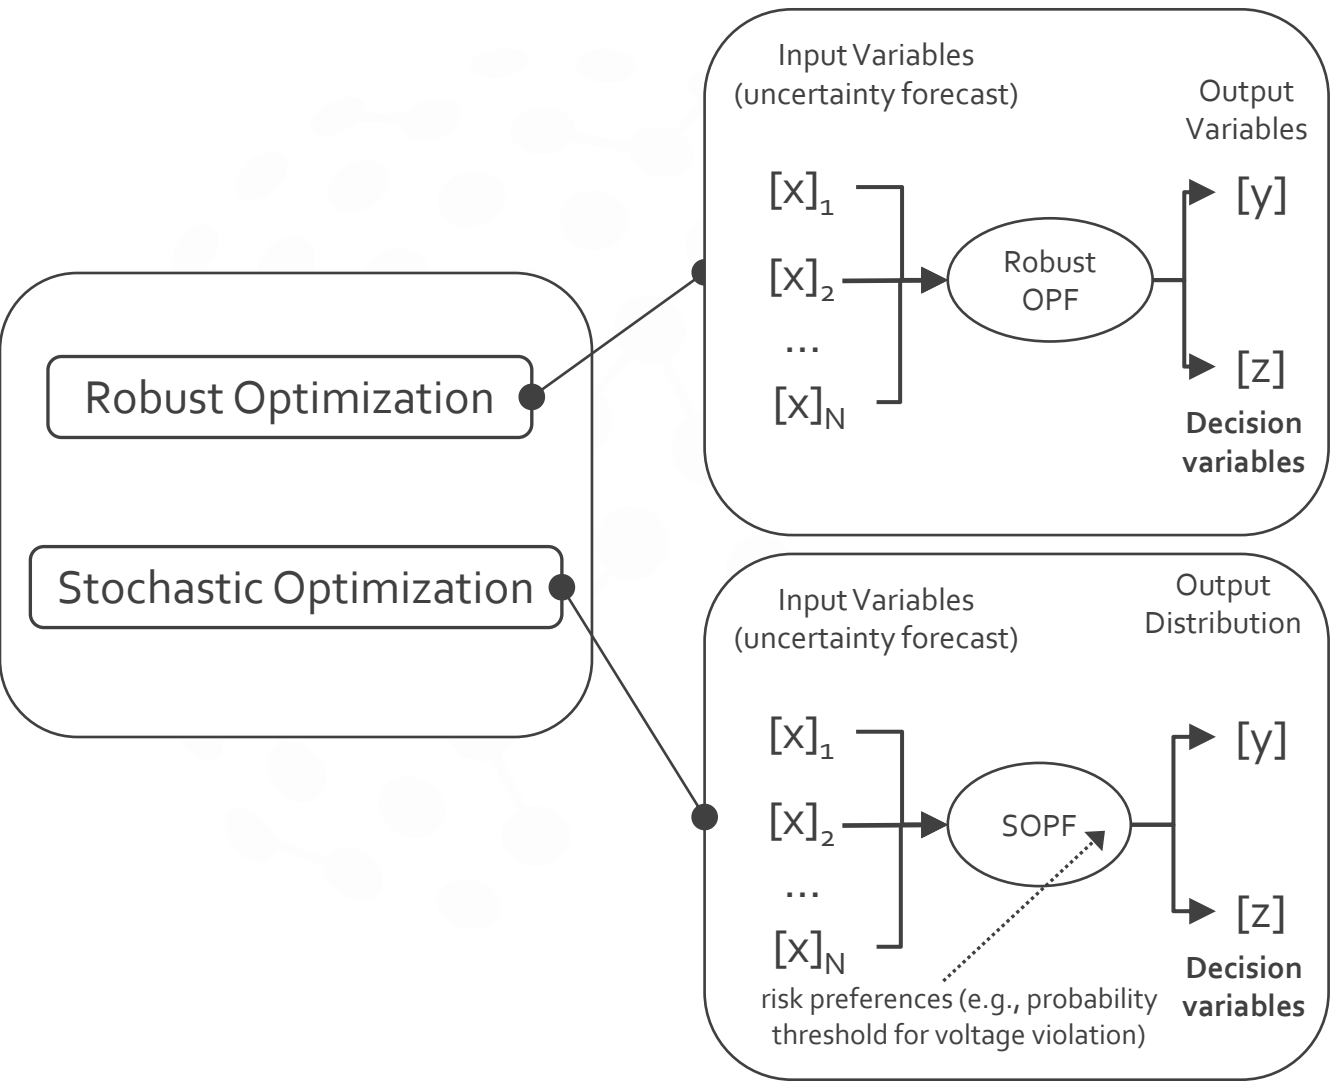 Robust Optimization
Stochastic Optimization
Input Variables
(uncertainty forecast)
Output
Variables
[x]₁
[x]₂
...
[x]N
Robust
OPF
[y]
[z]
Decision
variables
Input Variables
(uncertainty forecast)
Output
Distribution
[x]₁
[x]₂
...
[x]N
SOPF
[y]
[z]
Decision
variables
risk preferences (e.g., probability
threshold for voltage violation)